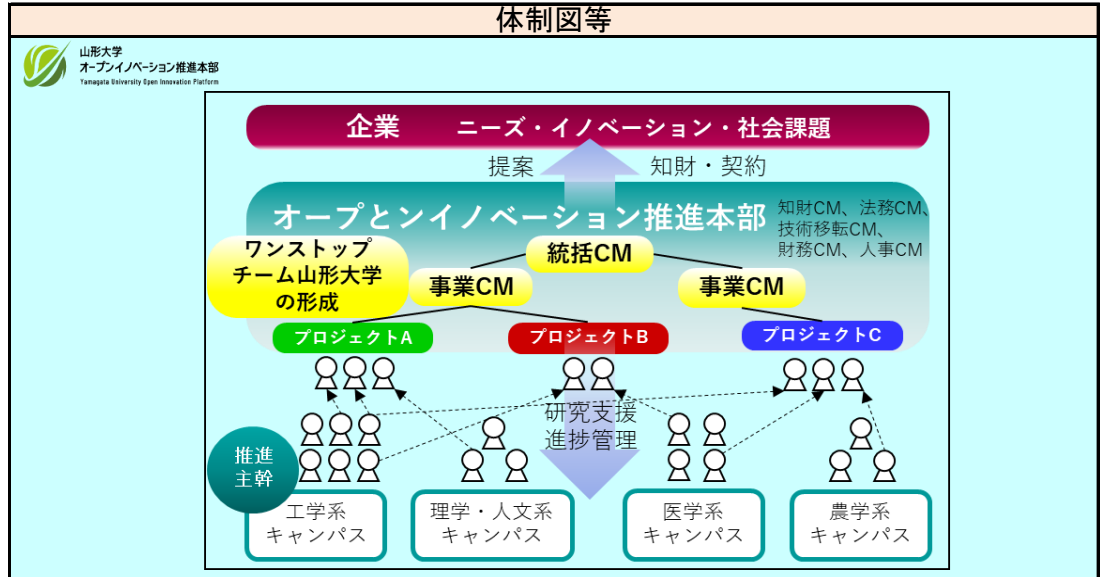 体制図等
山形大学
オープンイノベーション推進本部
Yamagata University Open Innovation Platform
企業 ニーズ・イノベーション・社会課題
提案 知財・契約
オープとンイノベーション推進本部
知財CM、法務CM、
技術移転CM、
財務CM、人事CM
ワンストップ
チーム山形大学
の形成
統括CM
事業CM
事業CM
プロジェクトA
プロジェクトB
プロジェクトC
研究支援
進捗管理
推進
主幹
工学系
キャンパス
理学・人文系
キャンパス
医学系
キャンパス
農学系
キャンパス